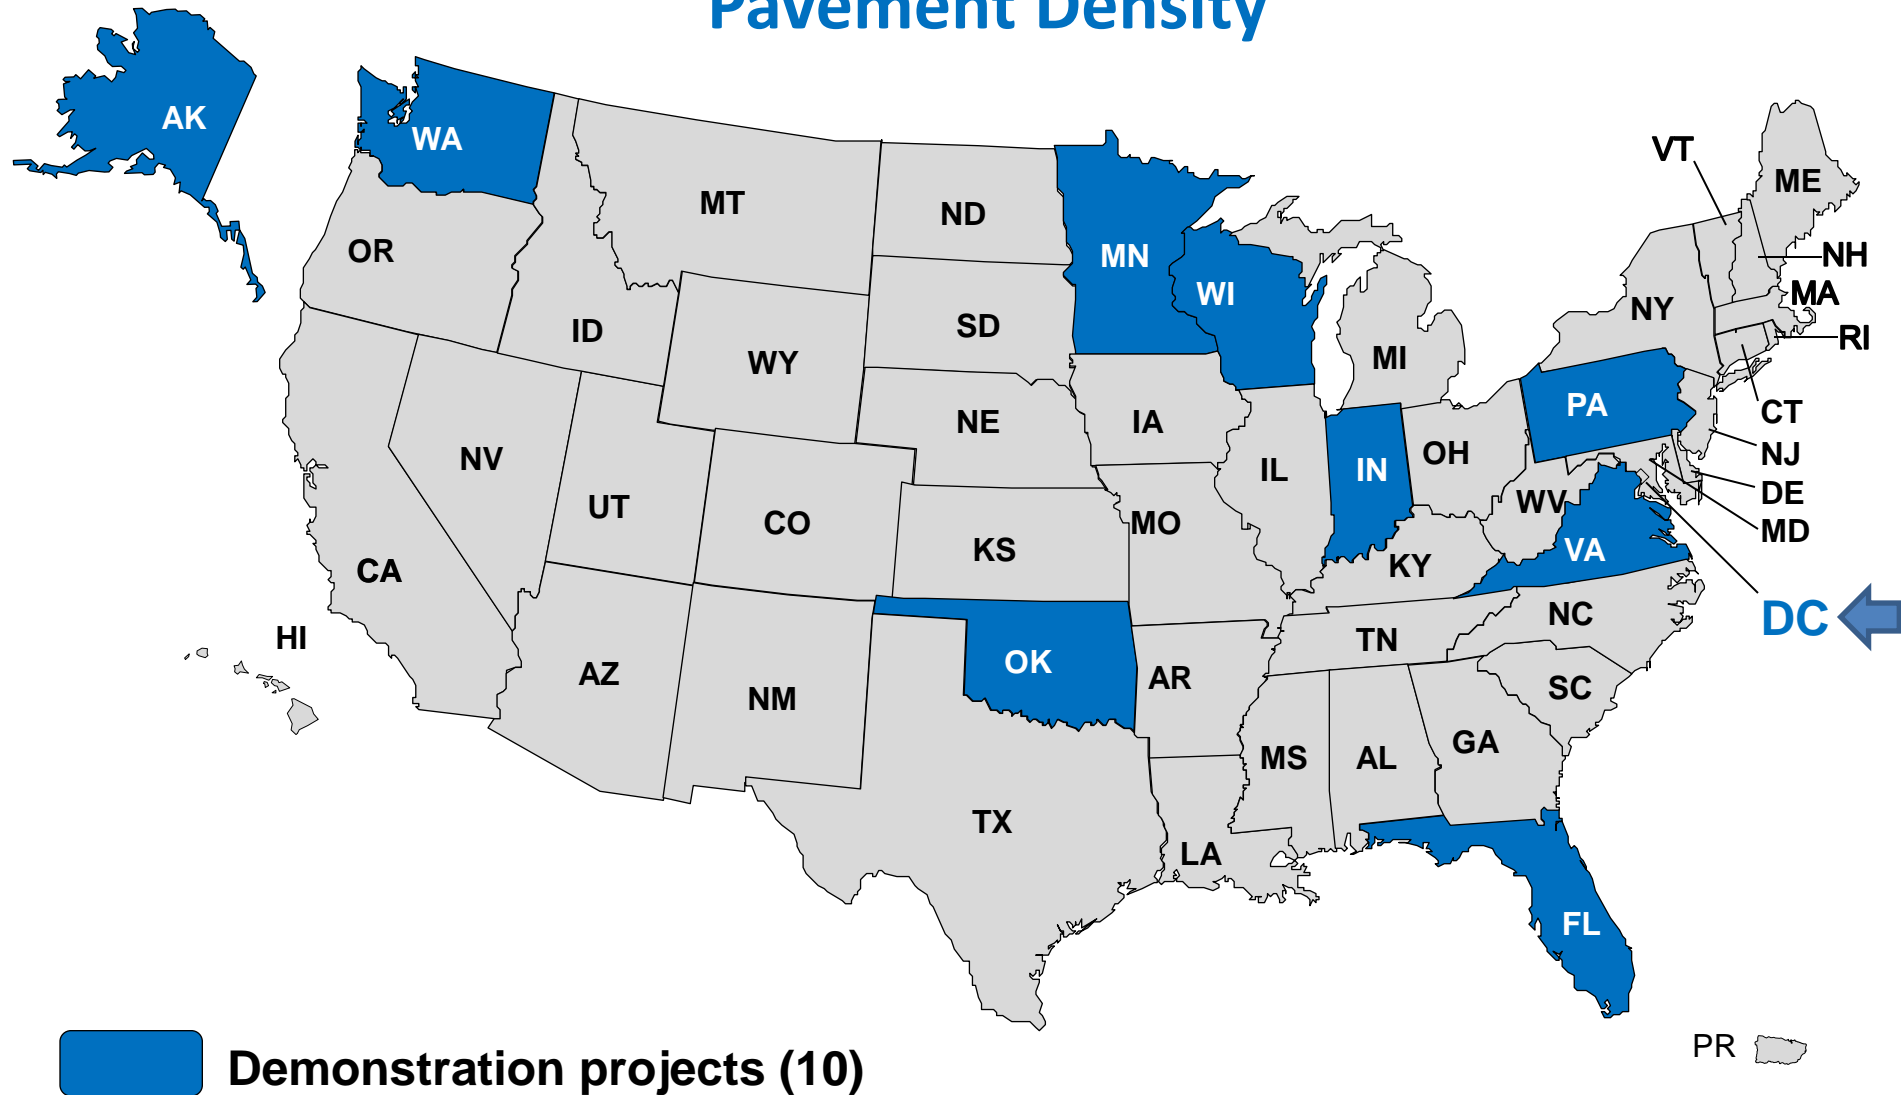 Pavement Density
AK
WA
MT
ND
MN
VT
ME
OR
NH
WI
MA
ID
SD
NY
RI
WY
MI
PA
IA
NE
CT
OH
NJ
NV
IL
IN
DE
UT
CO
MO
WV
MD
KS
VA
CA
KY
DC
NC
HI
TN
OK
AZ
AR
SC
NM
GA
MS
AL
TX
LA
FL
PR
Demonstration projects (10)